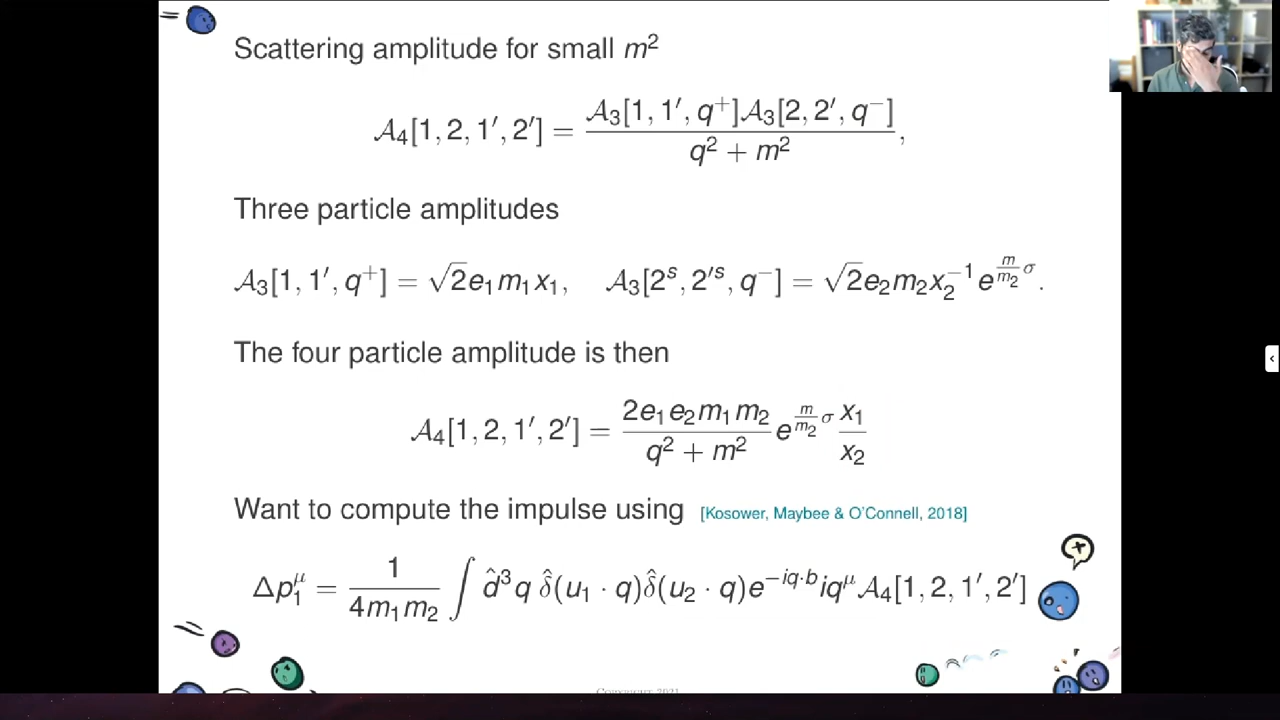 Scattering amplitude for small m²
𝒜₄[1, 2, 1′, 2′] = 𝒜₃[1, 1′, q⁺]𝒜₃[2, 2′, q⁻] / (q² + m²),
Three particle amplitudes
𝒜₃[1, 1′, q⁺] = √2e₁m₁x₁, 𝒜₃[2ˢ, 2′ˢ, q⁻] = √2e₂m₂x₂⁻¹e^{(m/m₂)σ}.
The four particle amplitude is then
𝒜₄[1, 2, 1′, 2′] = (2e₁e₂m₁m₂ / (q² + m²)) e^{(m/m₂)σ} x₁/x₂
Want to compute the impulse using [Kosower, Maybee & O'Connell, 2018]
Δp₁^μ = (1 / 4m₁m₂) ∫ d̂³q δ̂(u₁ · q)δ̂(u₂ · q)e^{−iq·b}iq^μ𝒜₄[1, 2, 1′, 2′]